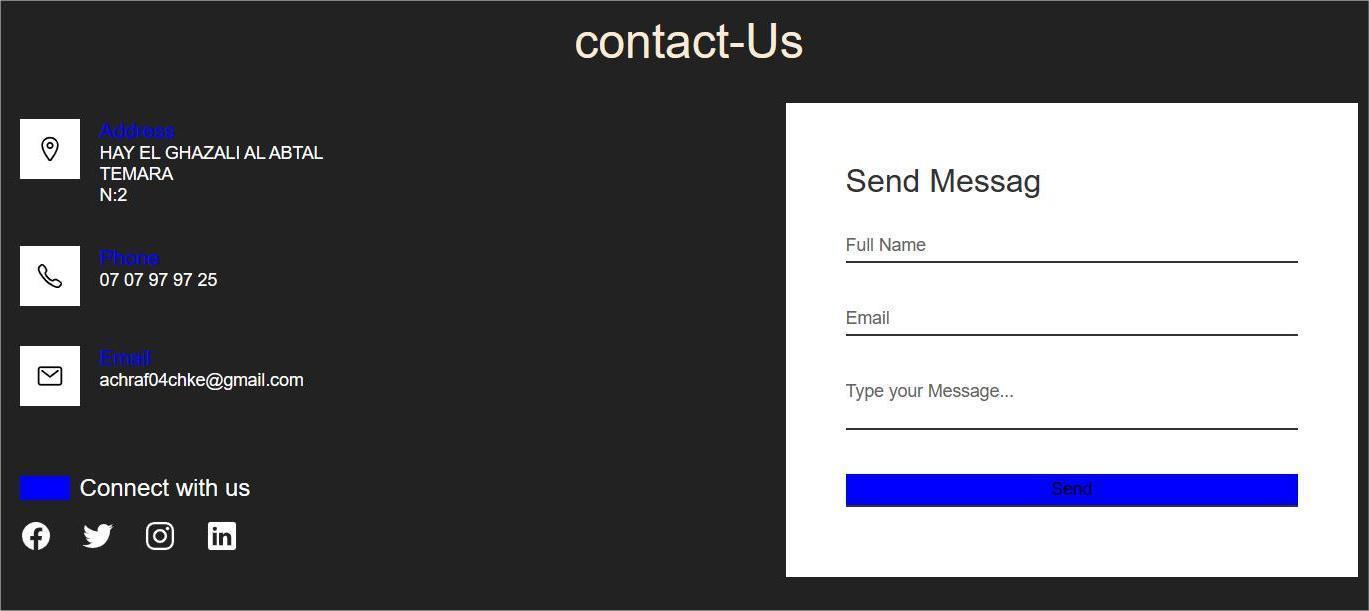 contact-Us
Address
HAY EL GHAZALI AL ABTAL
TEMARA
N:2
Phone
07 07 97 97 25
Email
achraf04chke@gmail.com
Connect with us
Send Messag
Full Name
Email
Type your Message...
Send